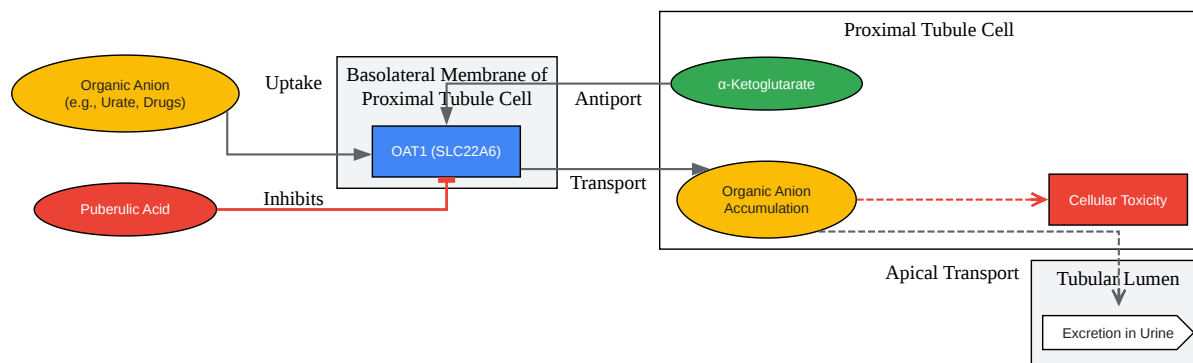 Proximal Tubule Cell
Organic Anion
(e.g., Urate, Drugs)
Uptake
Basolateral Membrane of
Proximal Tubule Cell
Antiport
α-Ketoglutarate
OAT1 (SLC22A6)
Transport
Organic Anion
Accumulation
Cellular Toxicity
Puberulic Acid
Inhibits
Apical Transport
Tubular Lumen
Excretion in Urine